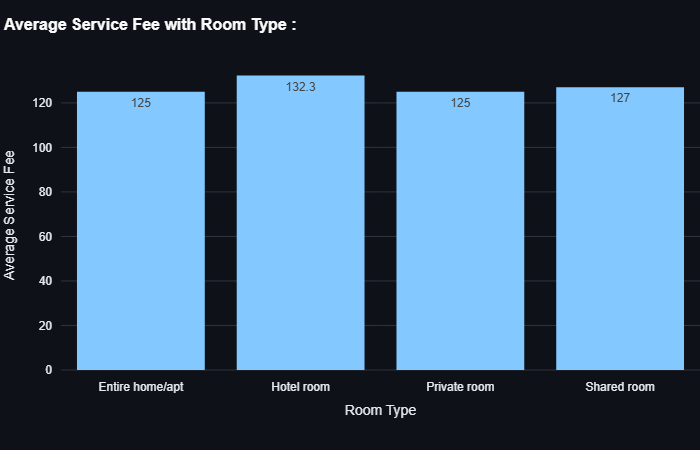 Average Service Fee with Room Type :
132.3
125
125
127
120
100
80
60
40
20
0
Average Service Fee
Entire home/apt
Hotel room
Private room
Shared room
Room Type